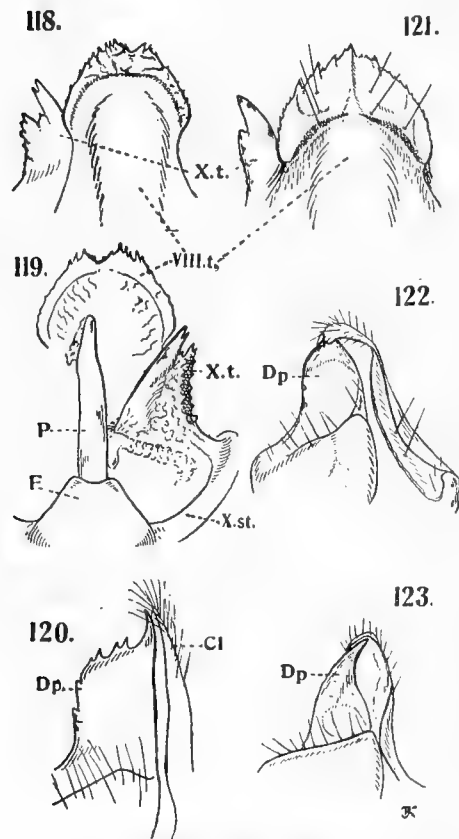 118.
121.
X.t.
VIII.t,
119.
122.
Dp
X.t.
P
F
X.st.
120.
Cl
Dp
123.
Dp